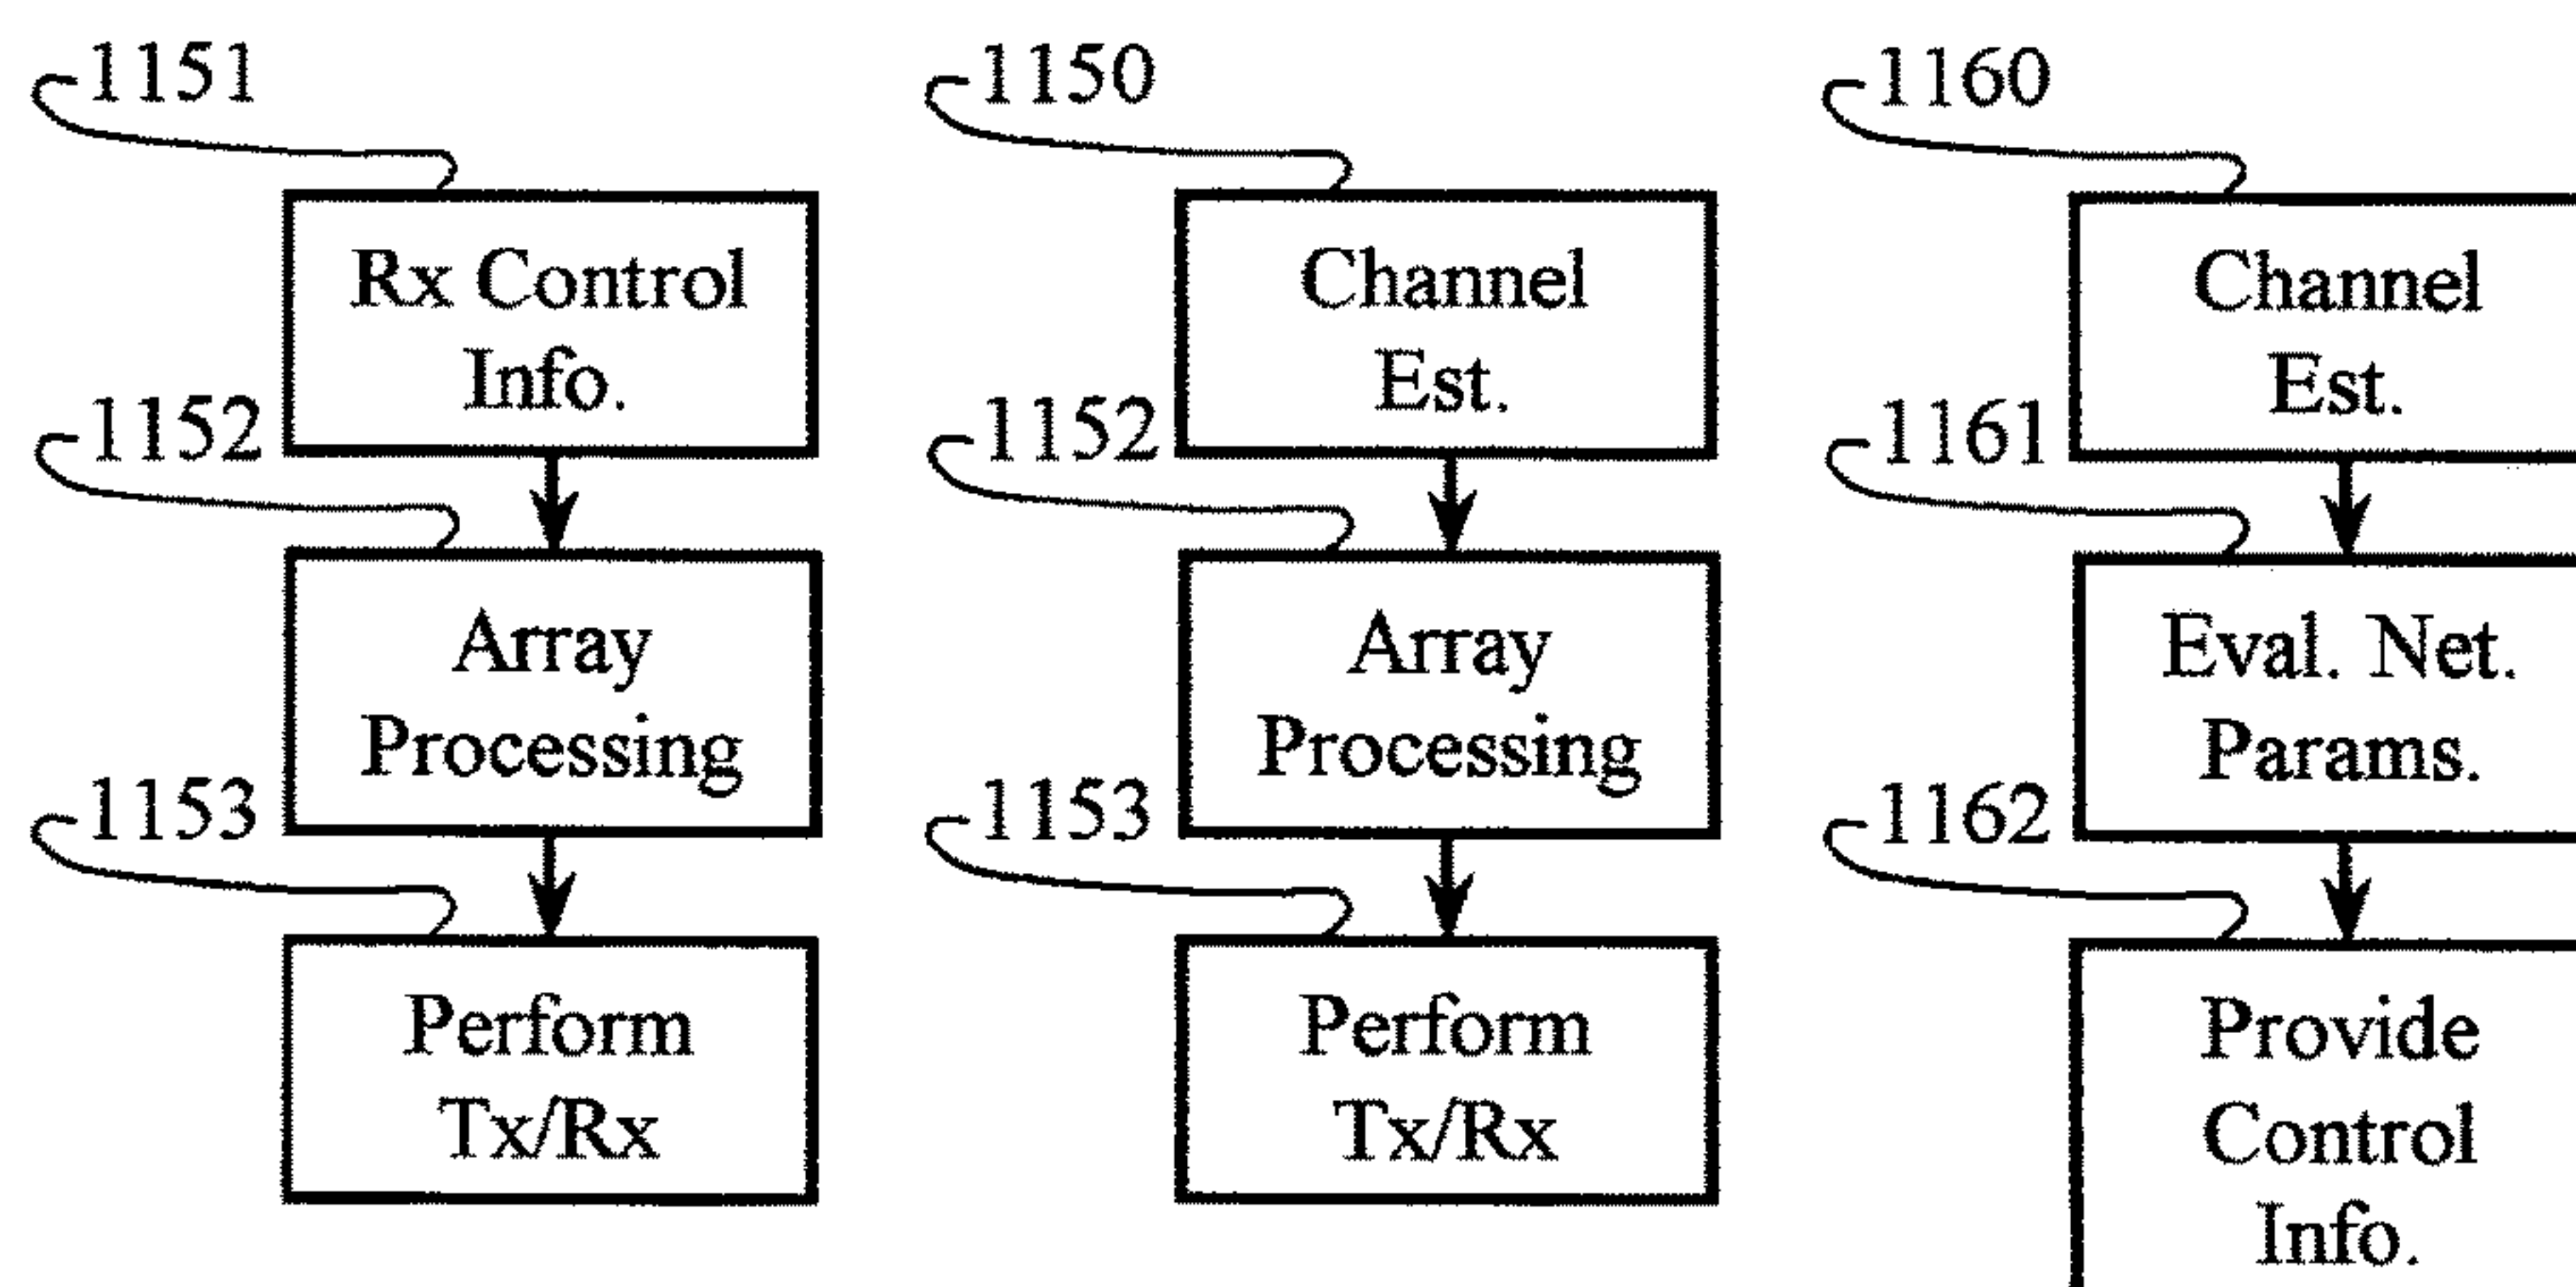 1151
Rx Control
Info.
1152
Array
Processing
1153
Perform
Tx/Rx
1150
Channel
Est.
1152
Array
Processing
1153
Perform
Tx/Rx
1160
Channel
Est.
1161
Eval. Net.
Params.
1162
Provide
Control
Info.